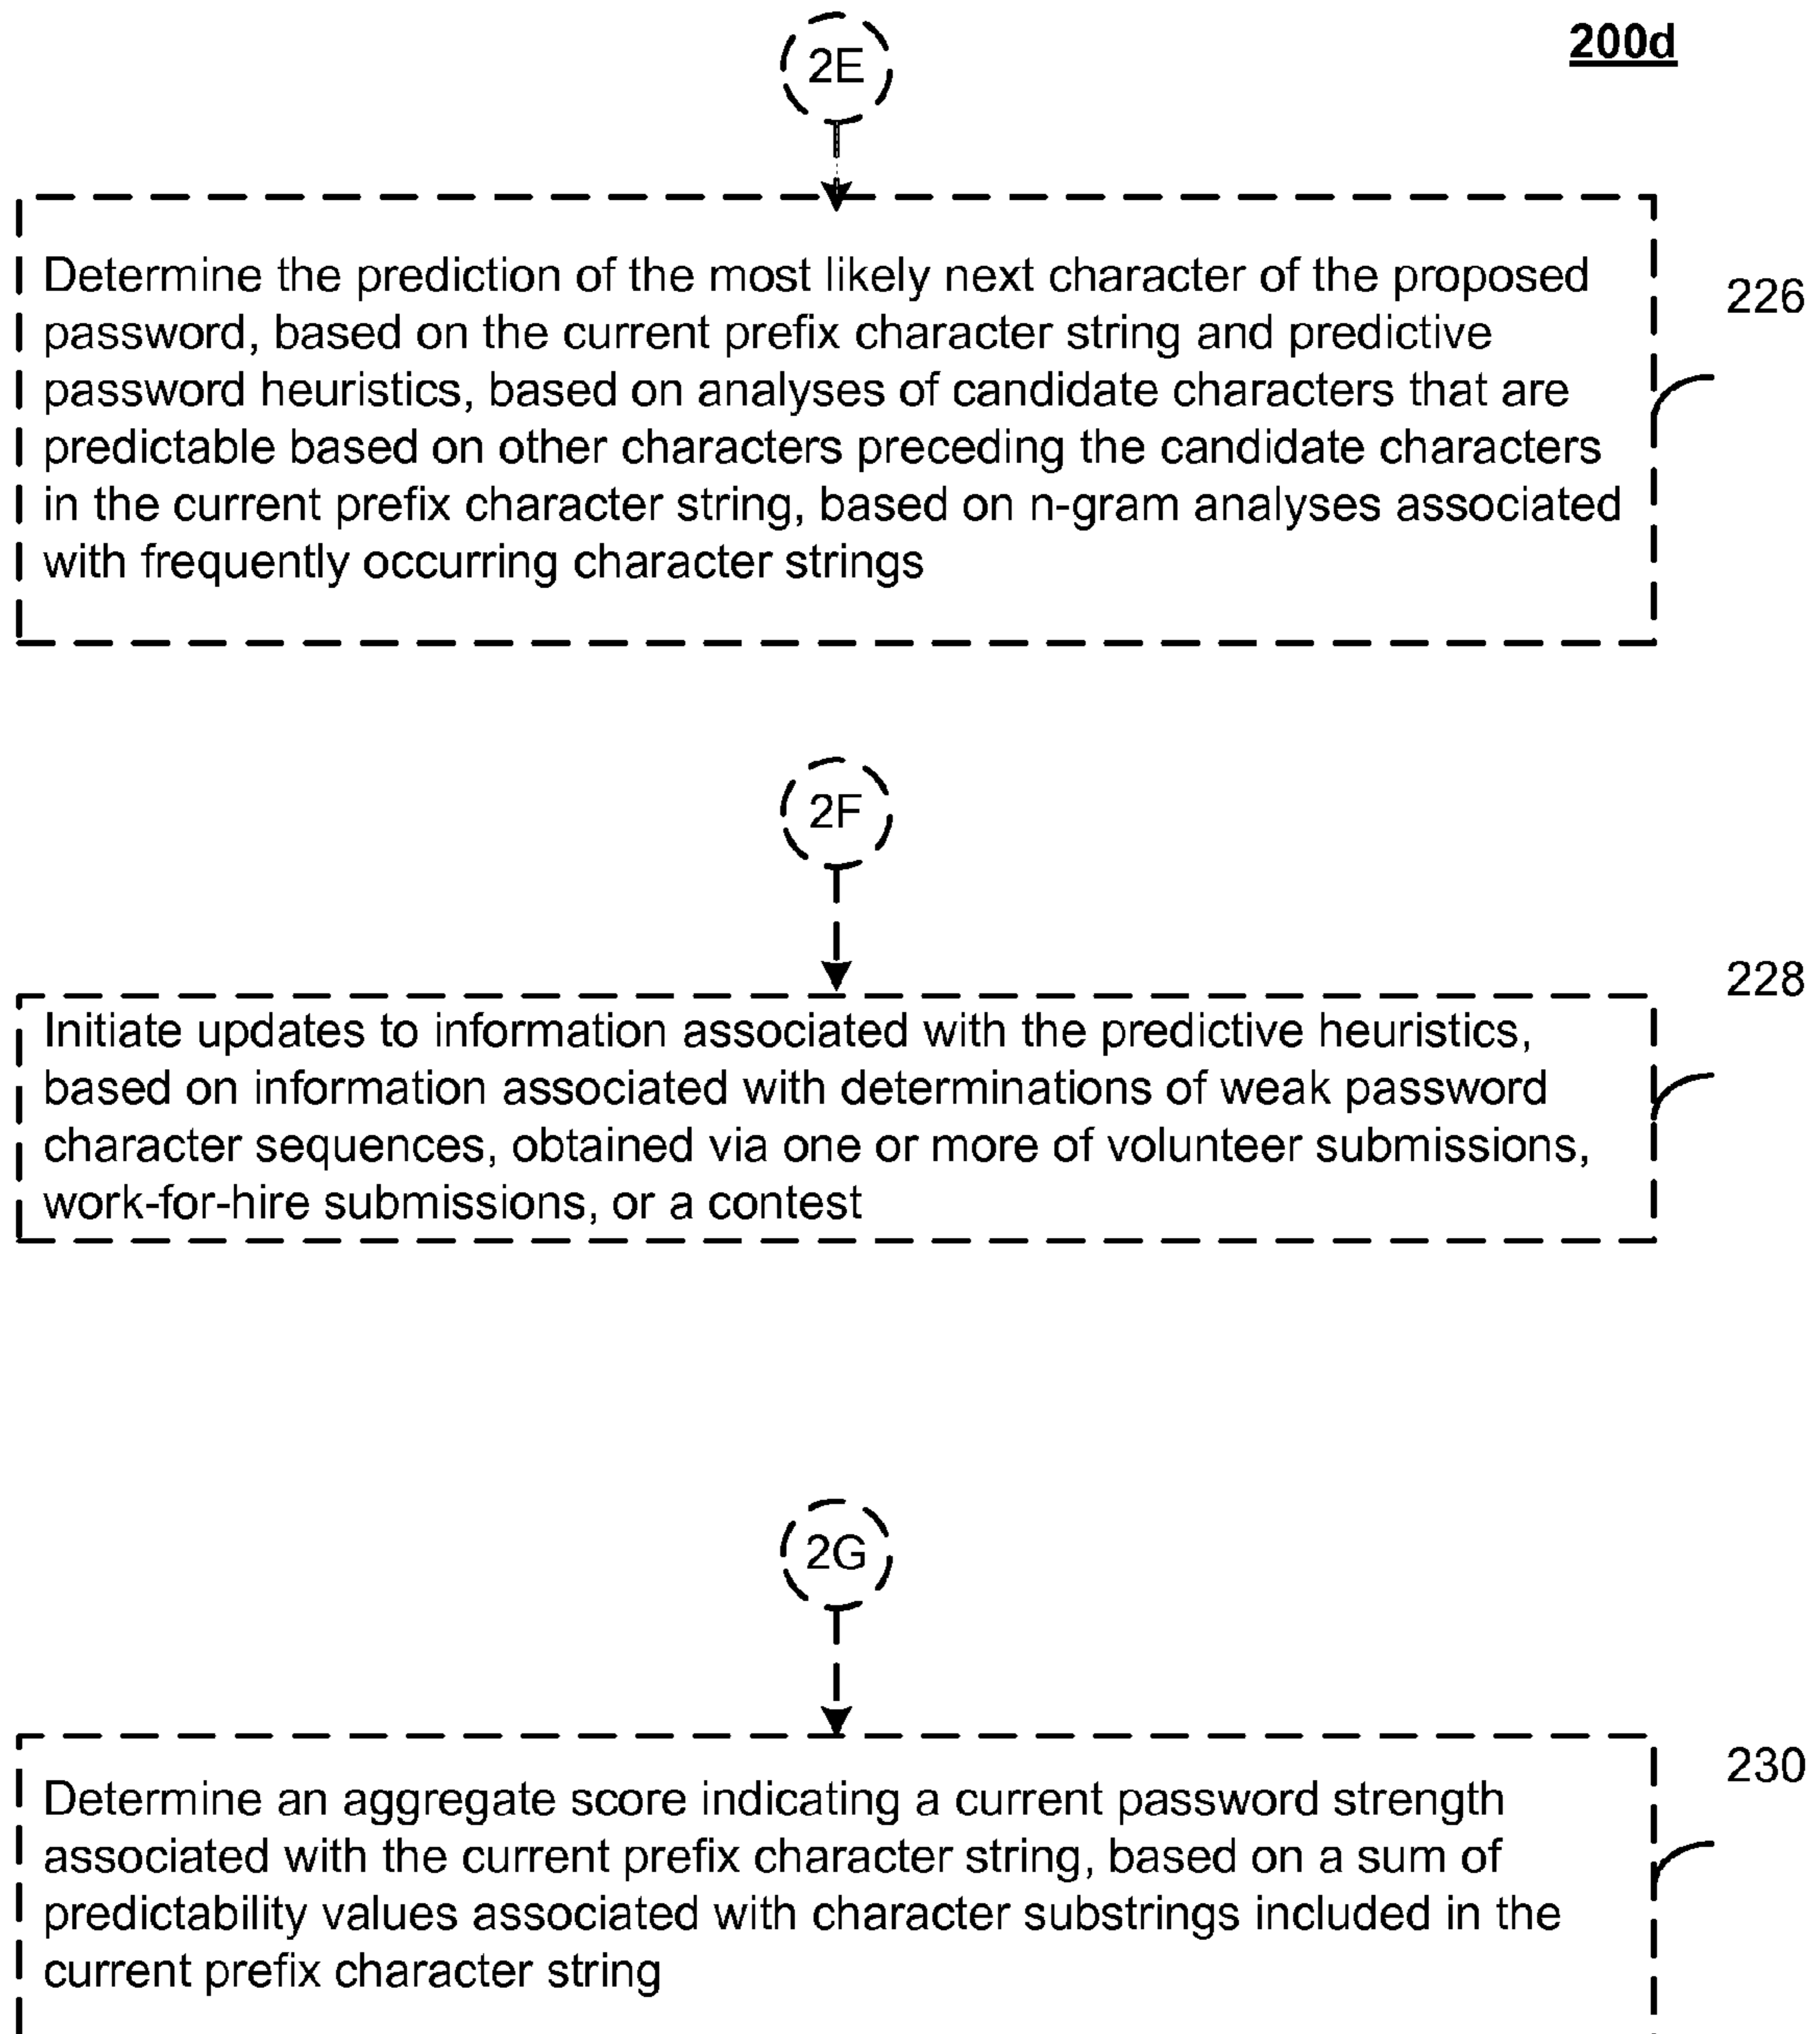 2E
200d
Determine the prediction of the most likely next character of the proposed
password, based on the current prefix character string and predictive
password heuristics, based on analyses of candidate characters that are
predictable based on other characters preceding the candidate characters
in the current prefix character string, based on n-gram analyses associated
with frequently occurring character strings
226
2F
228
Initiate updates to information associated with the predictive heuristics,
based on information associated with determinations of weak password
character sequences, obtained via one or more of volunteer submissions,
work-for-hire submissions, or a contest
2G
230
Determine an aggregate score indicating a current password strength
associated with the current prefix character string, based on a sum of
predictability values associated with character substrings included in the
current prefix character string